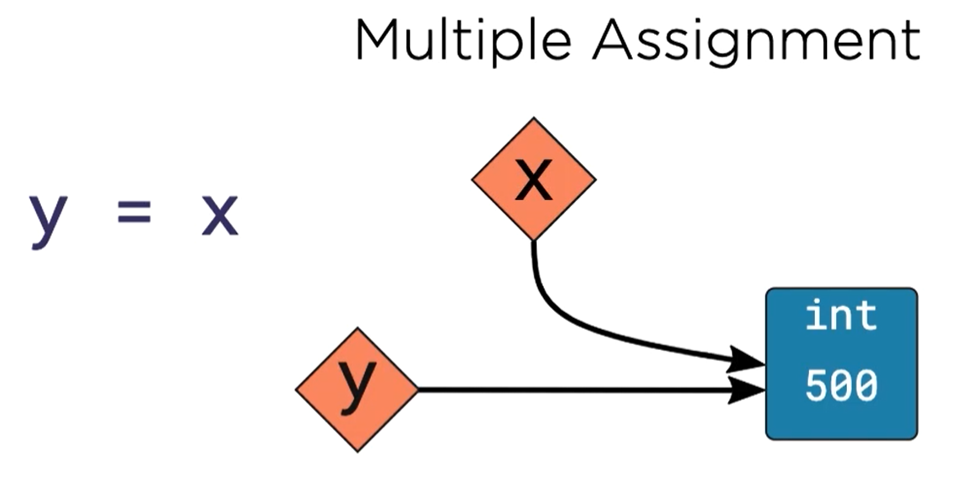 Multiple Assignment
y = x
x
y
int
500